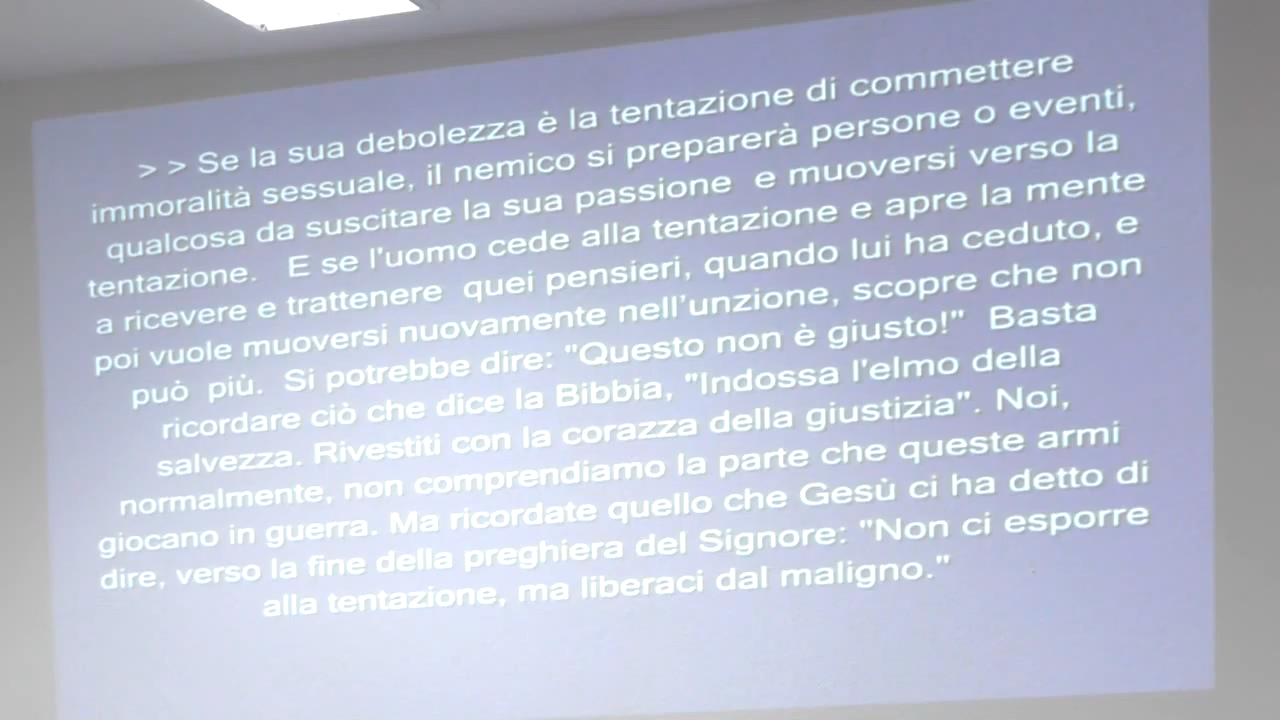 > > Se la sua debolezza è la tentazione di commettere
immoralità sessuale, il nemico si preparerà persone o eventi,
qualcosa da suscitare la sua passione e muoversi verso la
tentazione. E se l'uomo cede alla tentazione e apre la mente
a ricevere e trattenere quei pensieri, quando lui ha ceduto, e
poi vuole muoversi nuovamente nell'unzione, scopre che non
può più. Si potrebbe dire: "Questo non è giusto!" Basta
ricordare ciò che dice la Bibbia, "Indossa l'elmo della
salvezza. Rivestiti con la corazza della giustizia". Noi,
normalmente, non comprendiamo la parte che queste armi
giocano in guerra. Ma ricordate quello che Gesù ci ha detto di
dire, verso la fine della preghiera del Signore: "Non ci esporre
alla tentazione, ma liberaci dal maligno."